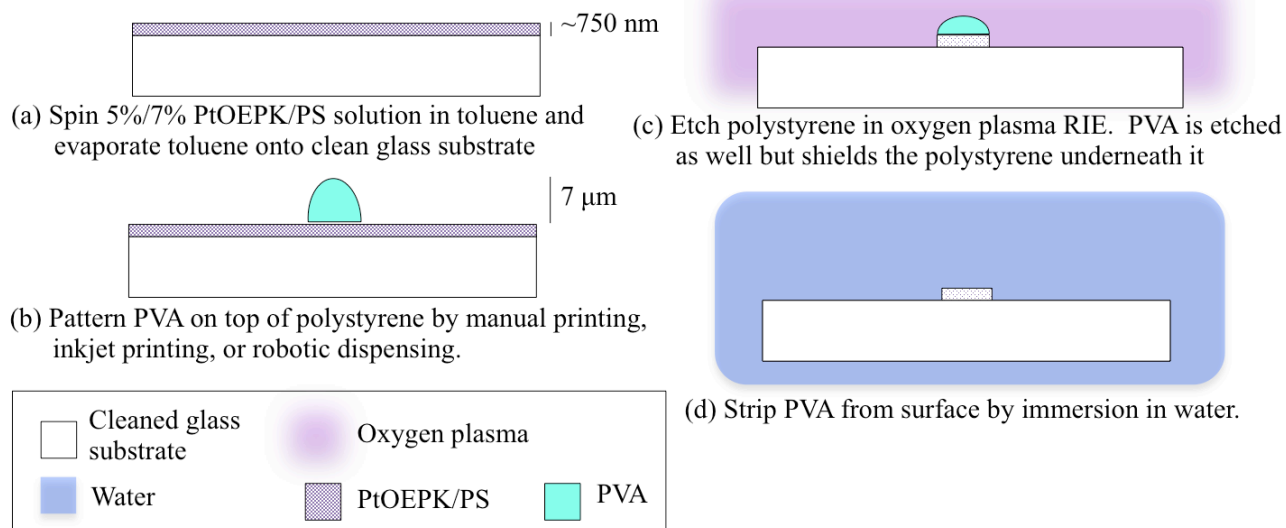 ~750 nm
(a) Spin 5%/7% PtOEPK/PS solution in toluene and
evaporate toluene onto clean glass substrate
7 μm
(b) Pattern PVA on top of polystyrene by manual printing,
inkjet printing, or robotic dispensing.
(c) Etch polystyrene in oxygen plasma RIE.  PVA is etched
as well but shields the polystyrene underneath it
(d) Strip PVA from surface by immersion in water.
Cleaned glass
substrate
Oxygen plasma
Water
PtOEPK/PS
PVA